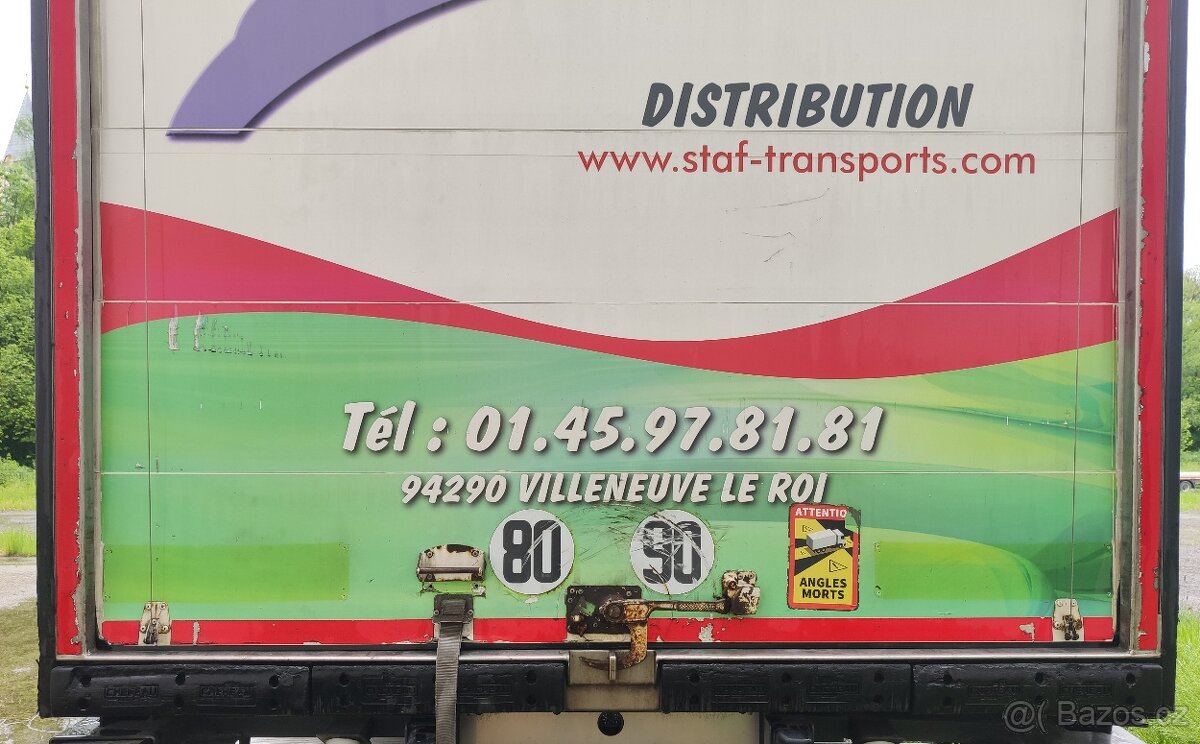 DISTRIBUTION
www.staf-transports.com
Tél : 01.45.97.81.81
94290 VILLENEUVE LE ROI
80
90
ATTENTIO
ANGLES
MORTS
@( Bazos.cz